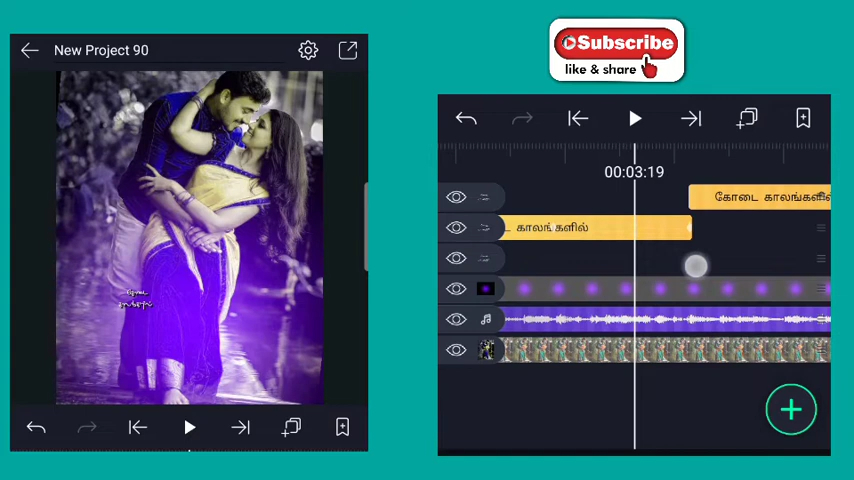 New Project 90
Subscribe
like & share
00:03:19
கோடை காலங்களில்
காலங்களில்